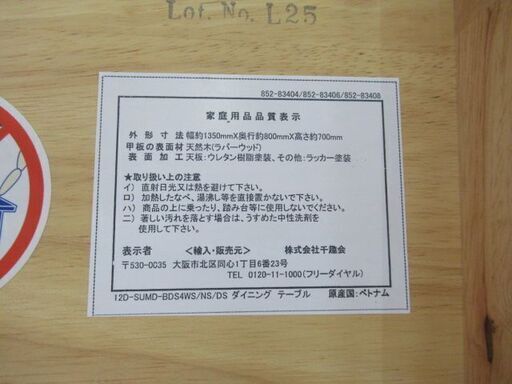 Lot. No. L25
852-83404/852-83406/852-83408
家庭用品品質表示
外形寸法 幅約1350mmX奥行約800mmX高さ約700mm
甲板の表面材 天然木(ラバーウッド)
表面加工 天板:ウレタン樹脂塗装、その他:ラッカー塗装
★取り扱い上の注意
イ) 直射日光又は熱を避けて下さい。
ロ) 加熱したなべ、湯沸し等を直接置かないで下さい。
ハ) 商品の上に乗ったり、踏み台等に使用しないでください。
ニ) 著しい汚れを落とす場合は、うすめた中性洗剤を
使用して下さい。
表示者 <輸入・販売元> 株式会社千趣会
〒530-0035 大阪市北区同心1丁目6番23号
TEL 0120-11-1000(フリーダイヤル)
12D-SUMD-BDS4WS/NS/DS ダイニング テーブル 原産国:ベトナム